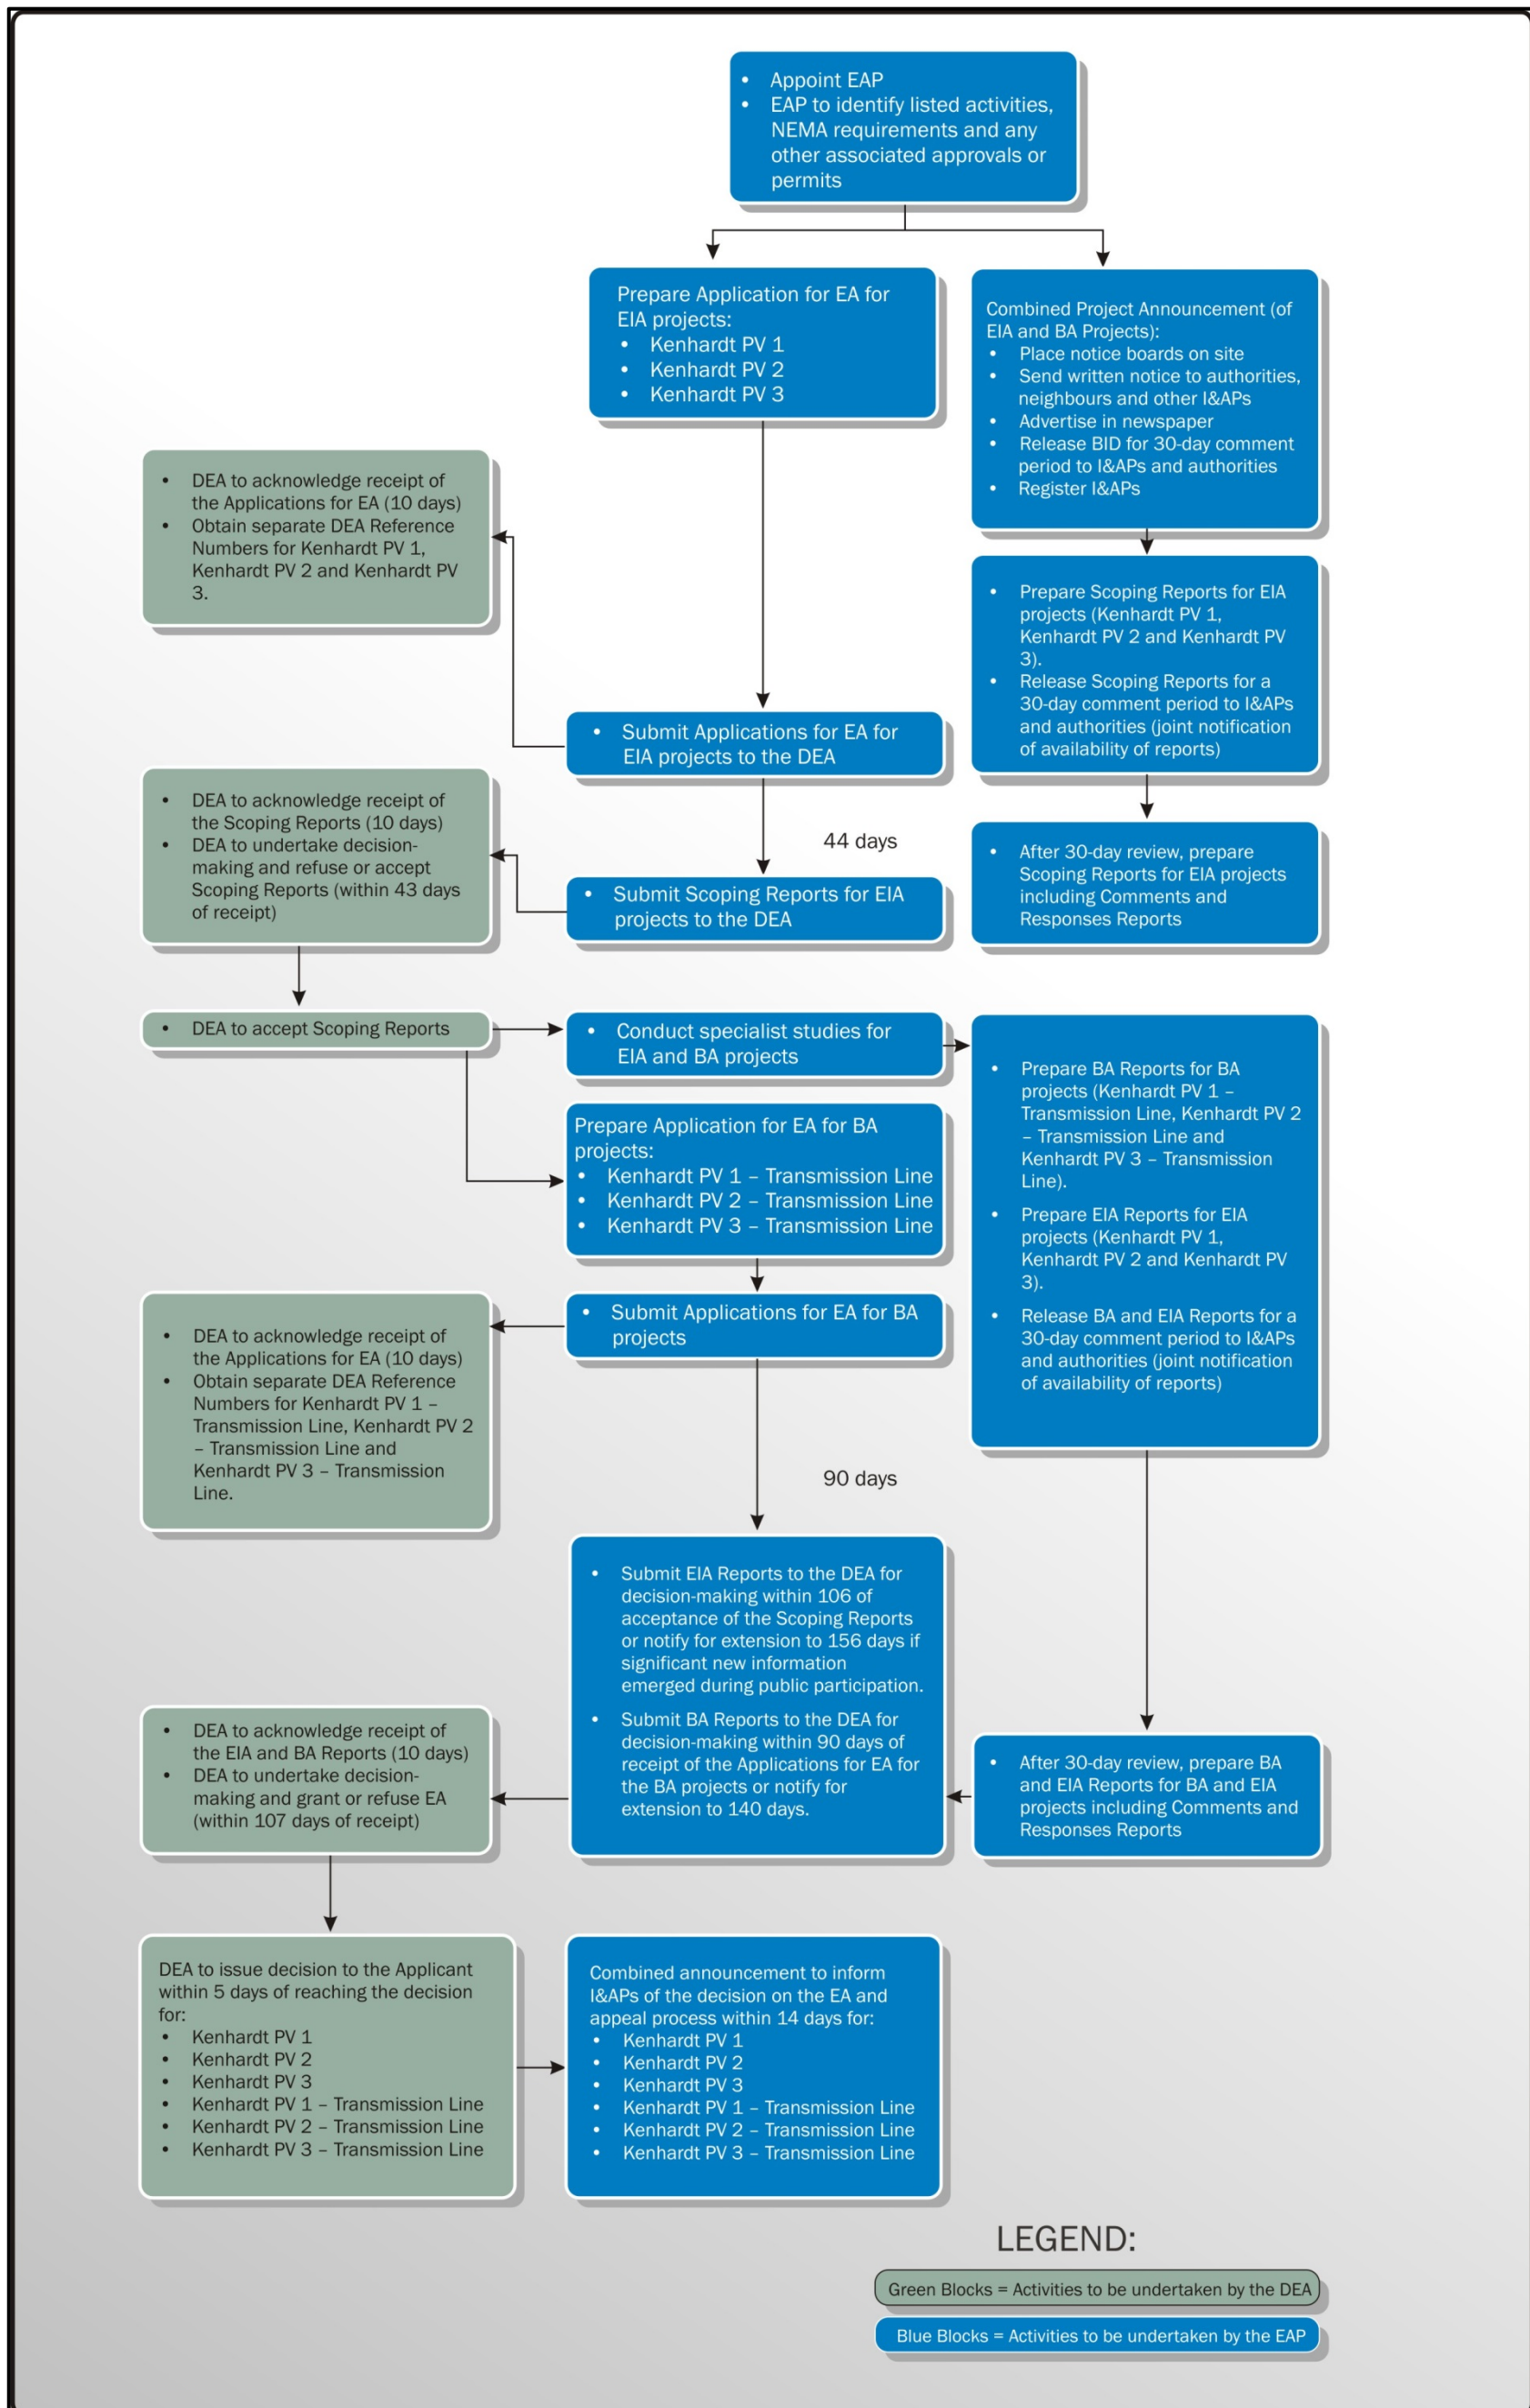 • Appoint EAP
• EAP to identify listed activities,
NEMA requirements and any
other associated approvals or
permits
Prepare Application for EA for
EIA projects:
• Kenhardt PV 1
• Kenhardt PV 2
• Kenhardt PV 3
Combined Project Announcement (of
EIA and BA Projects):
• Place notice boards on site
• Send written notice to authorities,
neighbours and other I&APs
• Advertise in newspaper
• Release BID for 30-day comment
period to I&APs and authorities
• Register I&APs
• DEA to acknowledge receipt of
the Applications for EA (10 days)
• Obtain separate DEA Reference
Numbers for Kenhardt PV 1,
Kenhardt PV 2 and Kenhardt PV
3.
• Prepare Scoping Reports for EIA
projects (Kenhardt PV 1,
Kenhardt PV 2 and Kenhardt PV
3).
• Release Scoping Reports for a
30-day comment period to I&APs
and authorities (joint notification
of availability of reports)
• Submit Applications for EA for
EIA projects to the DEA
• DEA to acknowledge receipt of
the Scoping Reports (10 days)
• DEA to undertake decision-
making and refuse or accept
Scoping Reports (within 43 days
of receipt)
44 days
• Submit Scoping Reports for EIA
projects to the DEA
• After 30-day review, prepare
Scoping Reports for EIA projects
including Comments and
Responses Reports
• DEA to accept Scoping Reports
• Conduct specialist studies for
EIA and BA projects
Prepare Application for EA for BA
projects:
• Kenhardt PV 1 – Transmission Line
• Kenhardt PV 2 – Transmission Line
• Kenhardt PV 3 – Transmission Line
• Prepare BA Reports for BA
projects (Kenhardt PV 1 –
Transmission Line, Kenhardt PV 2
– Transmission Line and
Kenhardt PV 3 – Transmission
Line).
• Prepare EIA Reports for EIA
projects (Kenhardt PV 1,
Kenhardt PV 2 and Kenhardt PV
3).
• Release BA and EIA Reports for a
30-day comment period to I&APs
and authorities (joint notification
of availability of reports)
• DEA to acknowledge receipt of
the Applications for EA (10 days)
• Obtain separate DEA Reference
Numbers for Kenhardt PV 1 –
Transmission Line, Kenhardt PV 2
– Transmission Line and
Kenhardt PV 3 – Transmission
Line.
• Submit Applications for EA for BA
projects
90 days
• Submit EIA Reports to the DEA for
decision-making within 106 of
acceptance of the Scoping Reports
or notify for extension to 156 days if
significant new information
emerged during public participation.
• Submit BA Reports to the DEA for
decision-making within 90 days of
receipt of the Applications for EA for
the BA projects or notify for
extension to 140 days.
• DEA to acknowledge receipt of
the EIA and BA Reports (10 days)
• DEA to undertake decision-
making and grant or refuse EA
(within 107 days of receipt)
• After 30-day review, prepare BA
and EIA Reports for BA and EIA
projects including Comments and
Responses Reports
DEA to issue decision to the Applicant
within 5 days of reaching the decision
for:
• Kenhardt PV 1
• Kenhardt PV 2
• Kenhardt PV 3
• Kenhardt PV 1 – Transmission Line
• Kenhardt PV 2 – Transmission Line
• Kenhardt PV 3 – Transmission Line
Combined announcement to inform
I&APs of the decision on the EA and
appeal process within 14 days for:
• Kenhardt PV 1
• Kenhardt PV 2
• Kenhardt PV 3
• Kenhardt PV 1 – Transmission Line
• Kenhardt PV 2 – Transmission Line
• Kenhardt PV 3 – Transmission Line
LEGEND:
Green Blocks = Activities to be undertaken by the DEA
Blue Blocks = Activities to be undertaken by the EAP